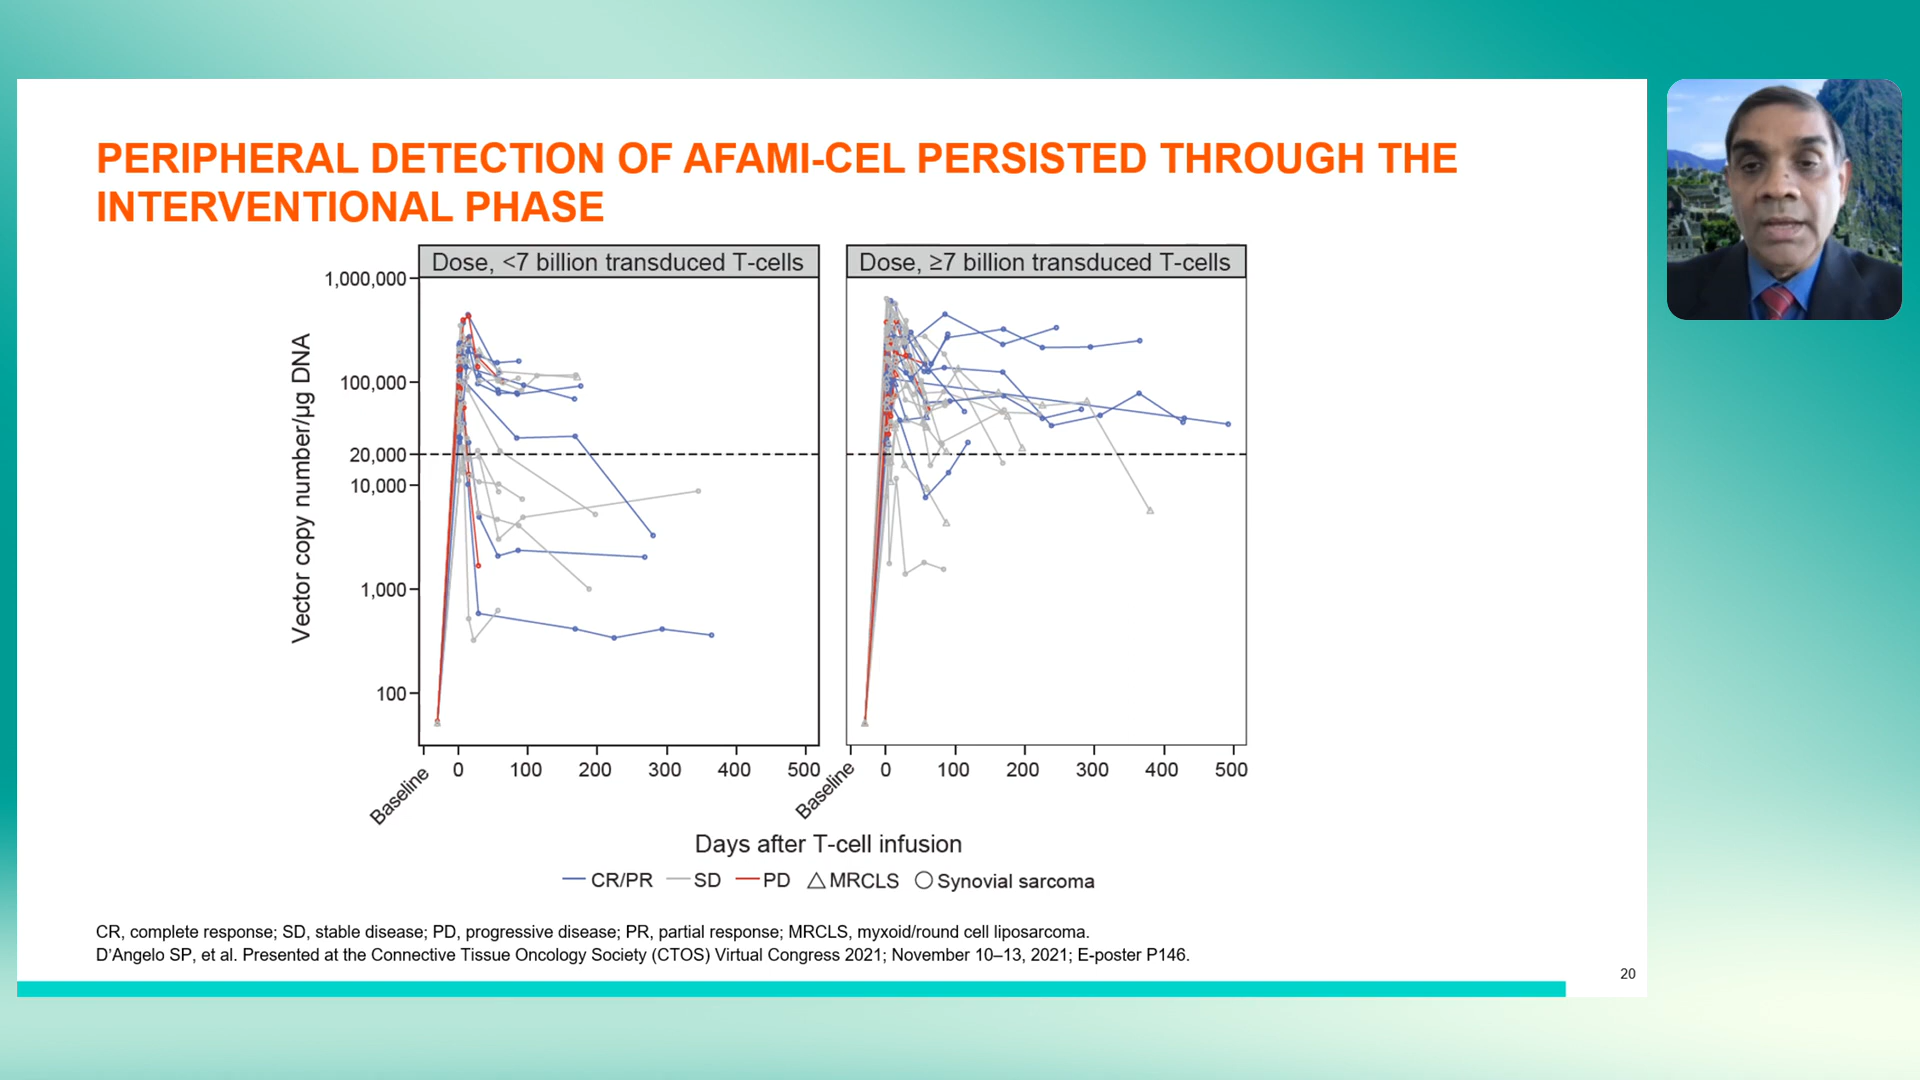 PERIPHERAL DETECTION OF AFAMI-CEL PERSISTED THROUGH THE
INTERVENTIONAL PHASE
Dose, <7 billion transduced T-cells
Dose, ≥7 billion transduced T-cells
Vector copy number/µg DNA
1,000,000
100,000
20,000
10,000
1,000
100
Baseline 0 100 200 300 400 500
Baseline 0 100 200 300 400 500
Days after T-cell infusion
CR/PR SD PD MRCLS Synovial sarcoma
CR, complete response; SD, stable disease; PD, progressive disease; PR, partial response; MRCLS, myxoid/round cell liposarcoma.
D’Angelo SP, et al. Presented at the Connective Tissue Oncology Society (CTOS) Virtual Congress 2021; November 10–13, 2021; E-poster P146.
20